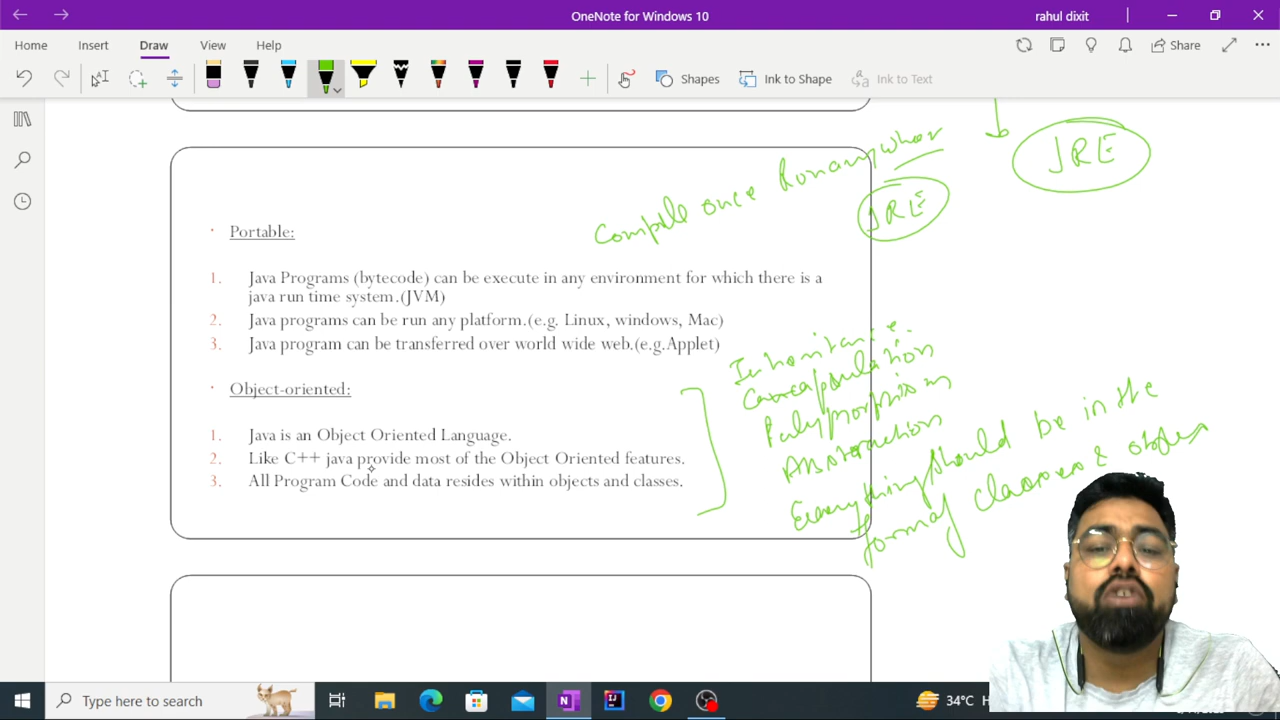 OneNote for Windows 10
rahul dixit
Home Insert Draw View Help
Share
Shapes
Ink to Shape
Ink to Text
JRE
Compile once Run anywhere
JRE
· Portable:
1. Java Programs (bytecode) can be execute in any environment for which there is a
java run time system.(JVM)
2. Java programs can be run any platform.(e.g. Linux, windows, Mac)
3. Java program can be transferred over world wide web.(e.g.Applet)
· Object-oriented:
1. Java is an Object Oriented Language.
2. Like C++ java provide most of the Object Oriented features.
3. All Program Code and data resides within objects and classes.
Inheritance
Polymorphism
Abstraction
Everything should be in the
form of classes &
Type here to search
34°C